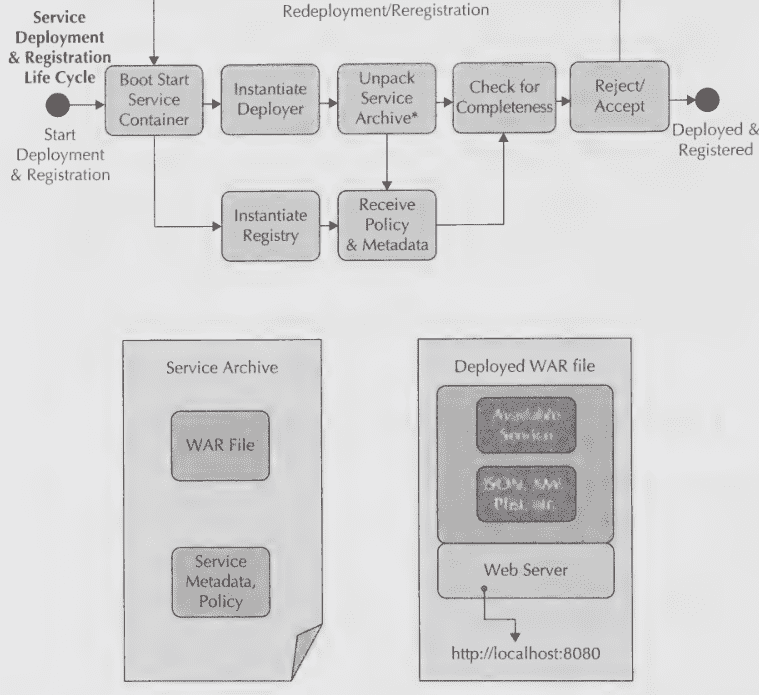 Redeployment/Reregistration
Service
Deployment
& Registration
Life Cycle
Start
Deployment
& Registration
Boot Start
Service
Container
Instantiate
Deployer
Unpack
Service
Archive*
Check for
Completeness
Reject/
Accept
Deployed &
Registered
Instantiate
Registry
Receive
Policy
& Metadata
Service Archive
WAR File
Service
Metadata,
Policy
Deployed WAR file
Available
Service
Web Server
http://localhost:8080